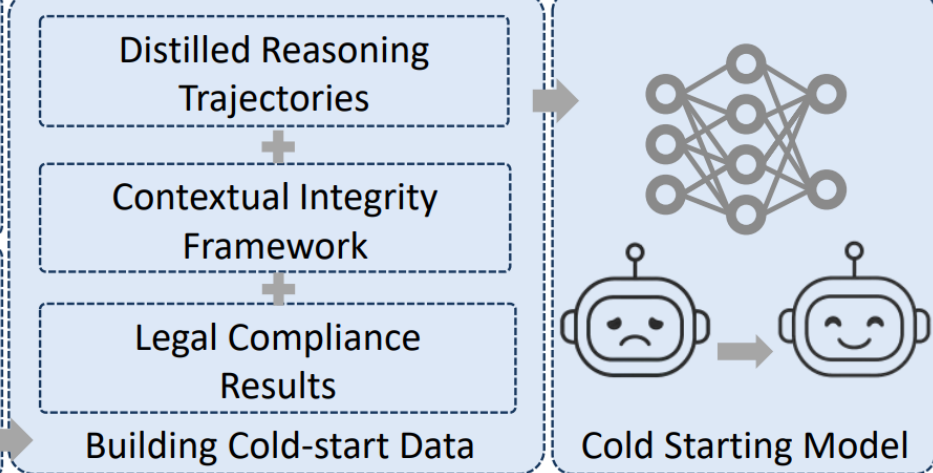 Distilled Reasoning
Trajectories
Contextual Integrity
Framework
Legal Compliance
Results
Building Cold-start Data
Cold Starting Model